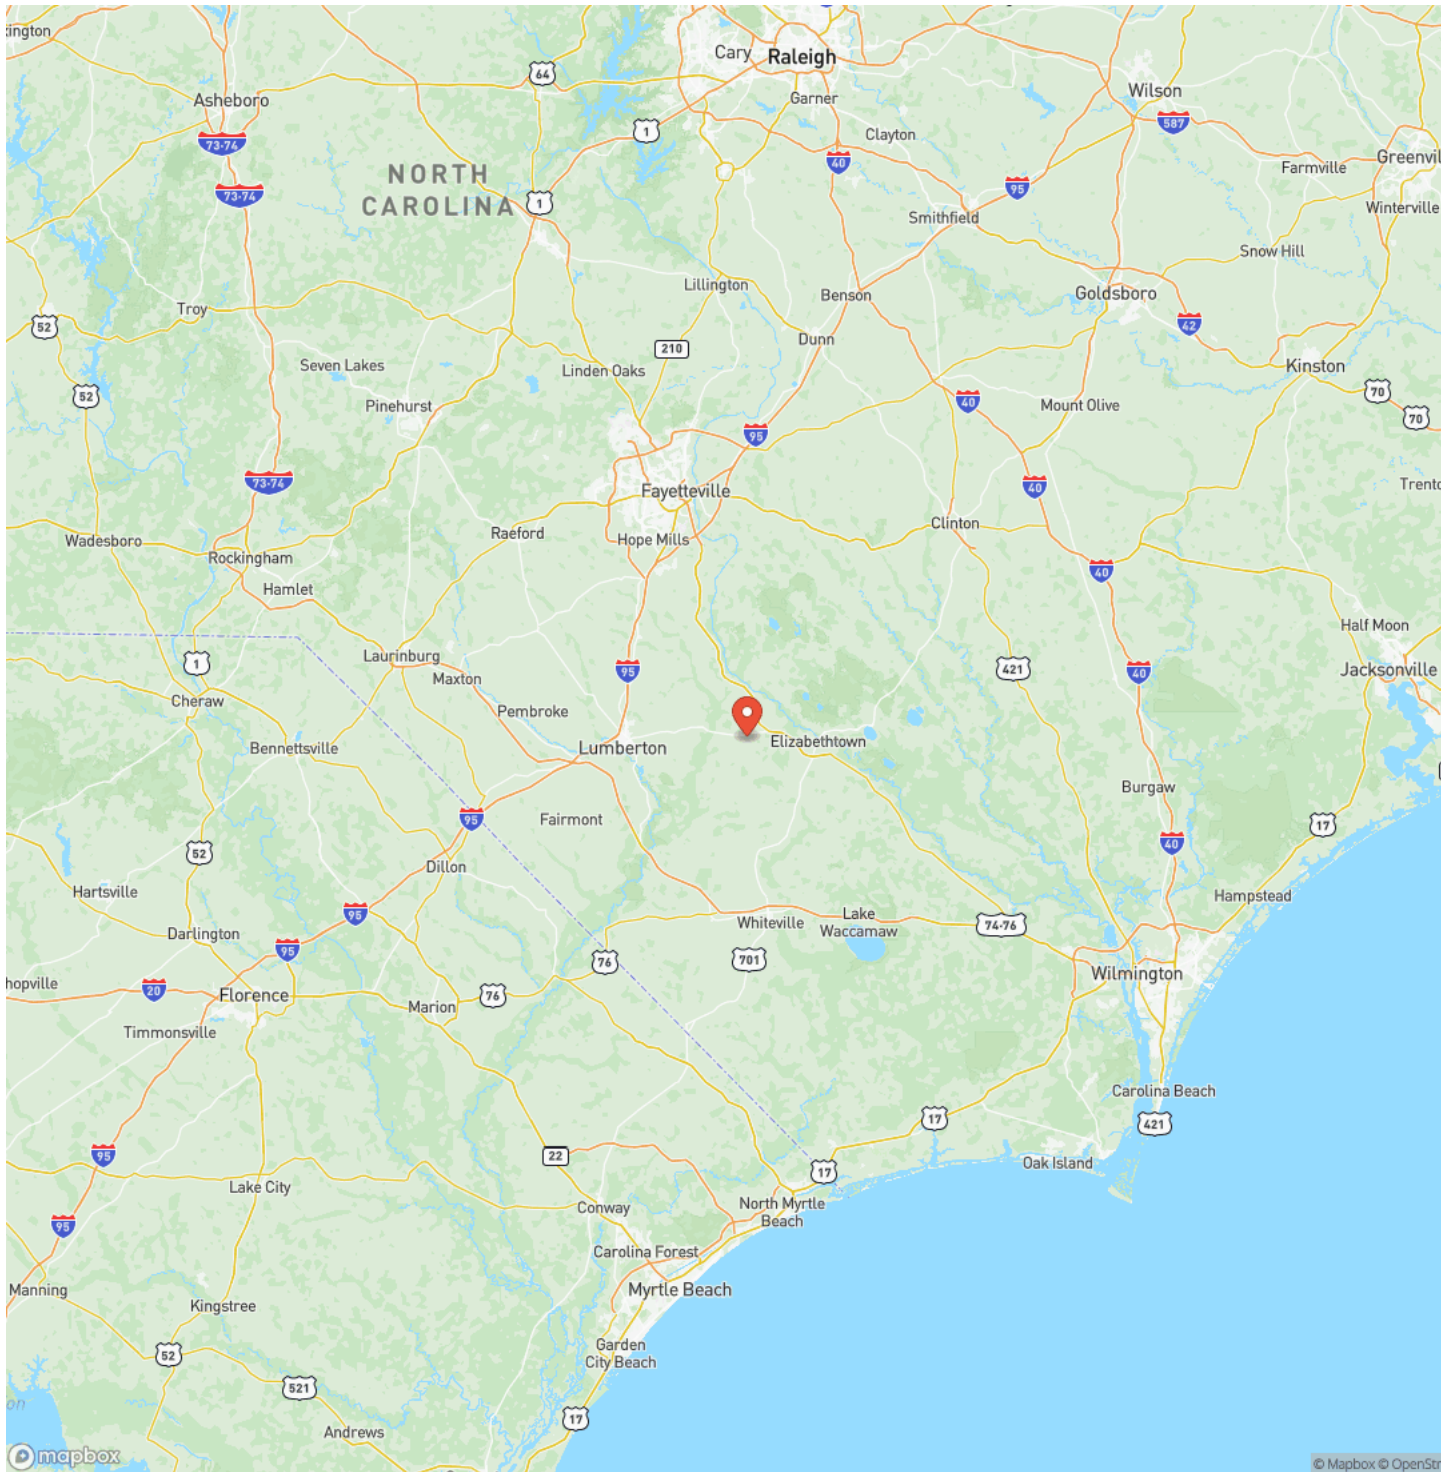 kington
Cary
Raleigh
64
Asheboro
Garner
Wilson
587
1
Clayton
73-74
40
Greenvil
Farmville
NORTH
CAROLINA
73-74
1
95
Smithfield
Winterville
Snow Hill
Lillington
Benson
Goldsboro
Troy
52
42
Dunn
210
Seven Lakes
Linden Oaks
Kinston
52
Pinehurst
40
Mount Olive
70
70
95
73-74
Fayetteville
40
Trento
Clinton
Raeford
Hope Mills
Wadesboro
Rockingham
40
Hamlet
Half Moon
Laurinburg
1
95
421
40
Jacksonville
Maxton
Cheraw
Pembroke
Bennettsville
Lumberton
Elizabethtown
Burgaw
95
Fairmont
17
52
40
Dillon
Hartsville
Hampstead
95
Lake
Waccamaw
Whiteville
74-76
Darlington
95
76
701
Wilmington
hopville
20
Florence
76
Marion
Timmonsville
Carolina Beach
17
421
95
22
Oak Island
17
Lake City
North Myrtle
Beach
Conway
95
Carolina Forest
Manning
Myrtle Beach
Kingstree
Garden
City Beach
52
521
on
17
Andrews
mapbox
© Mapbox © OpenStr